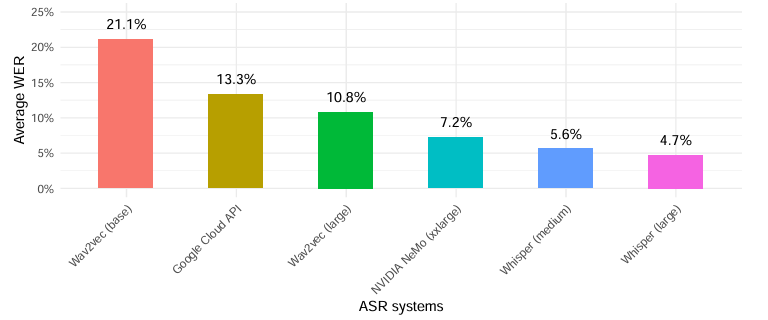 25%
20%
15%
10%
5%
0%
Average WER
21.1%
13.3%
10.8%
7.2%
5.6%
4.7%
Wav2vec (base)
Google Cloud API
Wav2vec (large)
NVIDIA NeMo (xxlarge)
Whisper (medium)
Whisper (large)
ASR systems